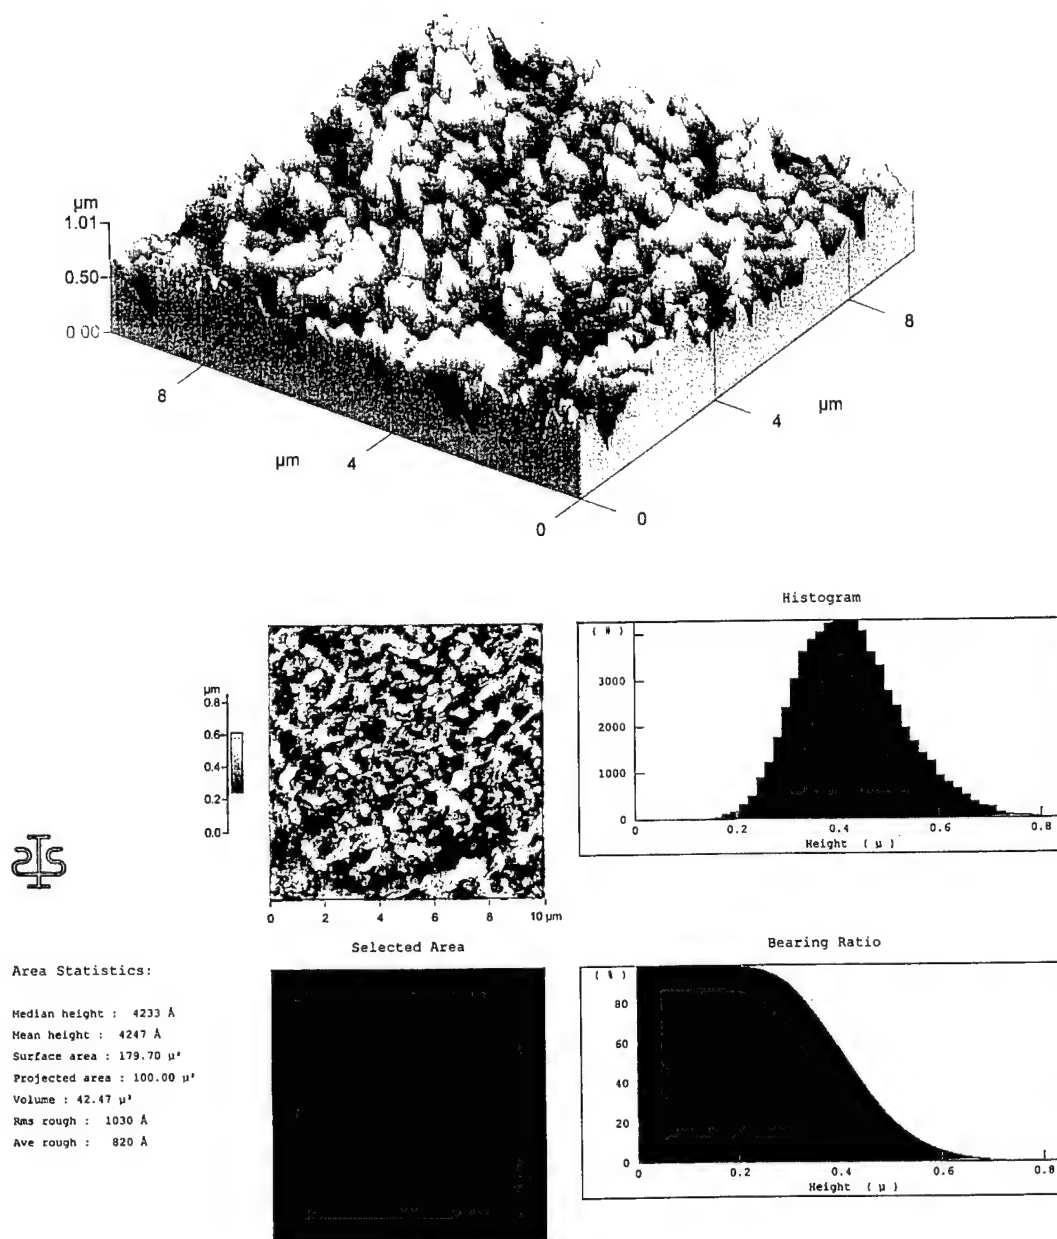 µm
1.01
0.50
0.00
8
µm
4
0
0
4
µm
8
Histogram
( # )
3000
2000
1000
0
0.2
0.4
0.6
0.8
Height ( µ )
µm
0.8
0.6
0.4
0.2
0.0
0
2
4
6
8
10 µm
Selected Area
Bearing Ratio
( % )
80
60
40
20
0
0
0.2
0.4
0.6
0.8
Height ( µ )
Area Statistics:
Median height : 4233 Å
Mean height : 4247 Å
Surface area : 179.70 µ²
Projected area : 100.00 µ²
Volume : 42.47 µ³
Rms rough : 1030 Å
Ave rough : 820 Å